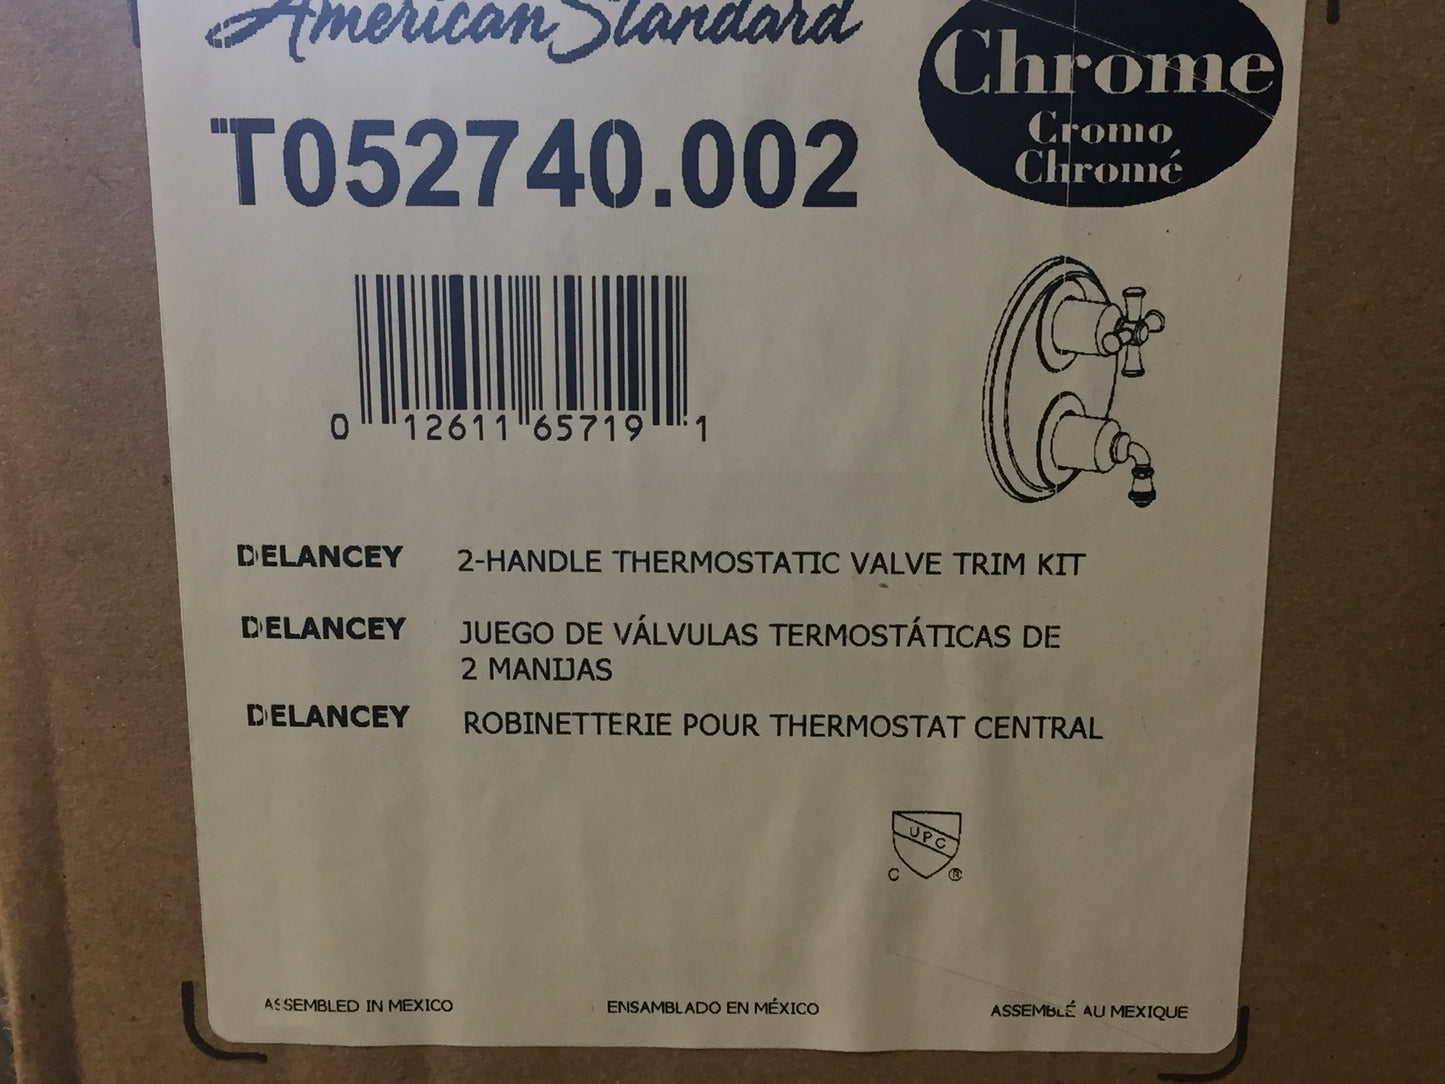 American Standard
Chrome
Cromo
Chromé
T052740.002
0 12611 65719 1
DELANCEY 2-HANDLE THERMOSTATIC VALVE TRIM KIT
DELANCEY JUEGO DE VÁLVULAS TERMOSTÁTICAS DE
2 MANIJAS
DELANCEY ROBINETTERIE POUR THERMOSTAT CENTRAL
UPC
C ®
ASSEMBLED IN MEXICO ENSAMBLADO EN MÉXICO ASSEMBLÉ AU MEXIQUE